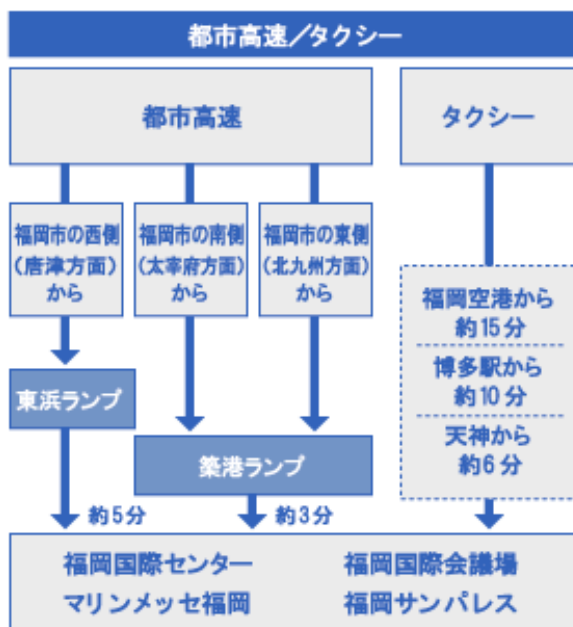 都市高速／タクシー
都市高速
タクシー
福岡市の西側
（唐津方面）
から
福岡市の南側
（太宰府方面）
から
福岡市の東側
（北九州方面）
から
福岡空港から
約15分
博多駅から
約10分
天神から
約6分
東浜ランプ
築港ランプ
約5分
約3分
福岡国際センター
福岡国際会議場
マリンメッセ福岡
福岡サンパレス